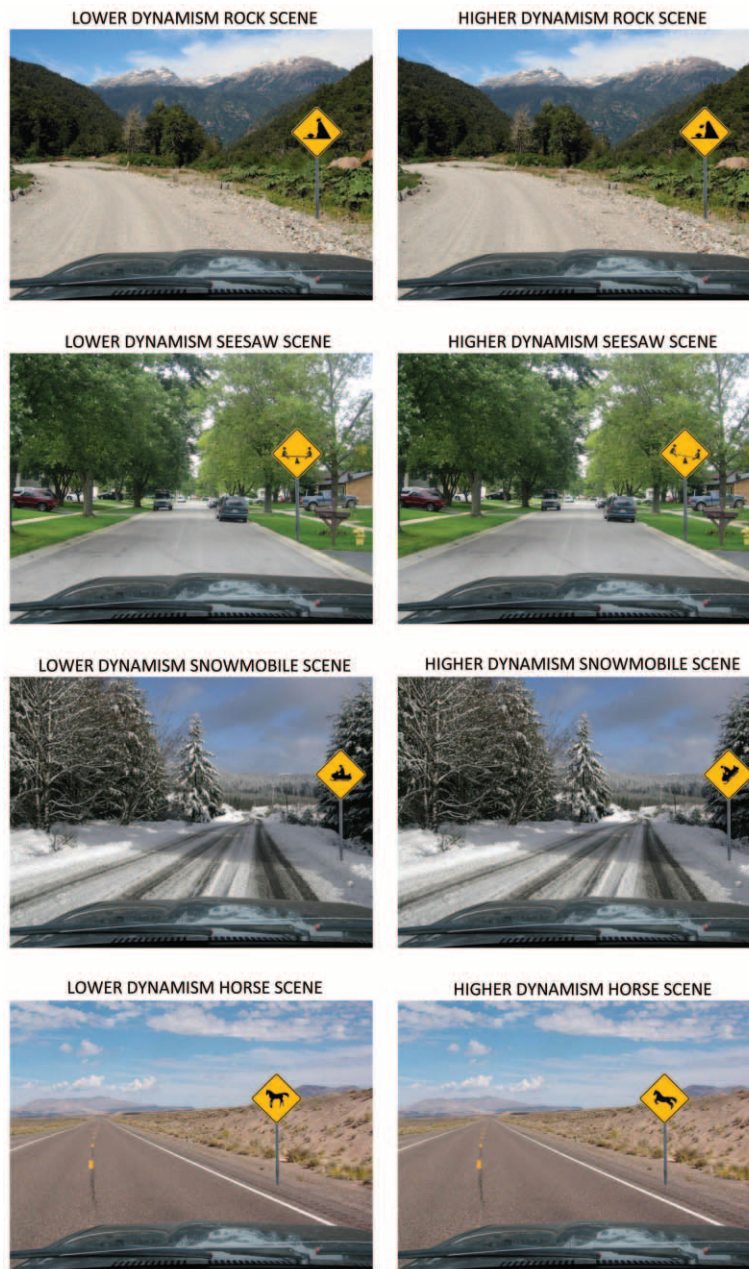 LOWER DYNAMISM ROCK SCENE
HIGHER DYNAMISM ROCK SCENE
LOWER DYNAMISM SEESAW SCENE
HIGHER DYNAMISM SEESAW SCENE
LOWER DYNAMISM SNOWMOBILE SCENE
HIGHER DYNAMISM SNOWMOBILE SCENE
LOWER DYNAMISM HORSE SCENE
HIGHER DYNAMISM HORSE SCENE